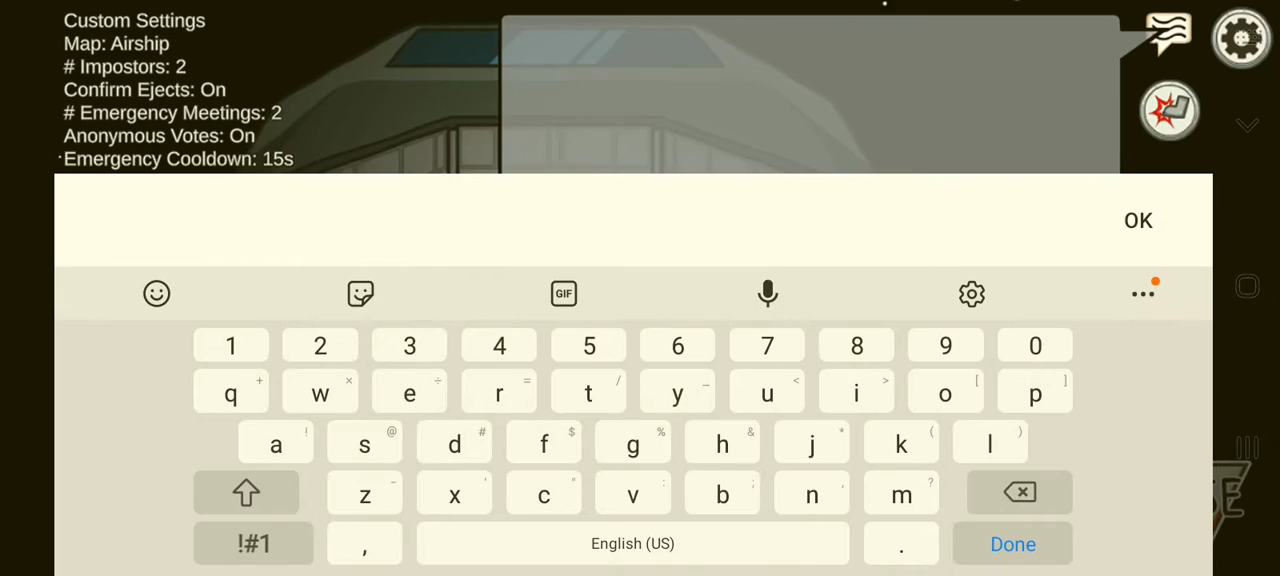 Custom Settings
Map: Airship
# Impostors: 2
Confirm Ejects: On
# Emergency Meetings: 2
Anonymous Votes: On
Emergency Cooldown: 15s
OK
GIF
1 2 3 4 5 6 7 8 9 0
q + w × e ÷ r = t / y _ u < i > o [ p ]
a ! s @ d # f $ g % h & j * k ( l )
z - x ' c " v : b ; n , m ?
!#1 , English (US) . Done